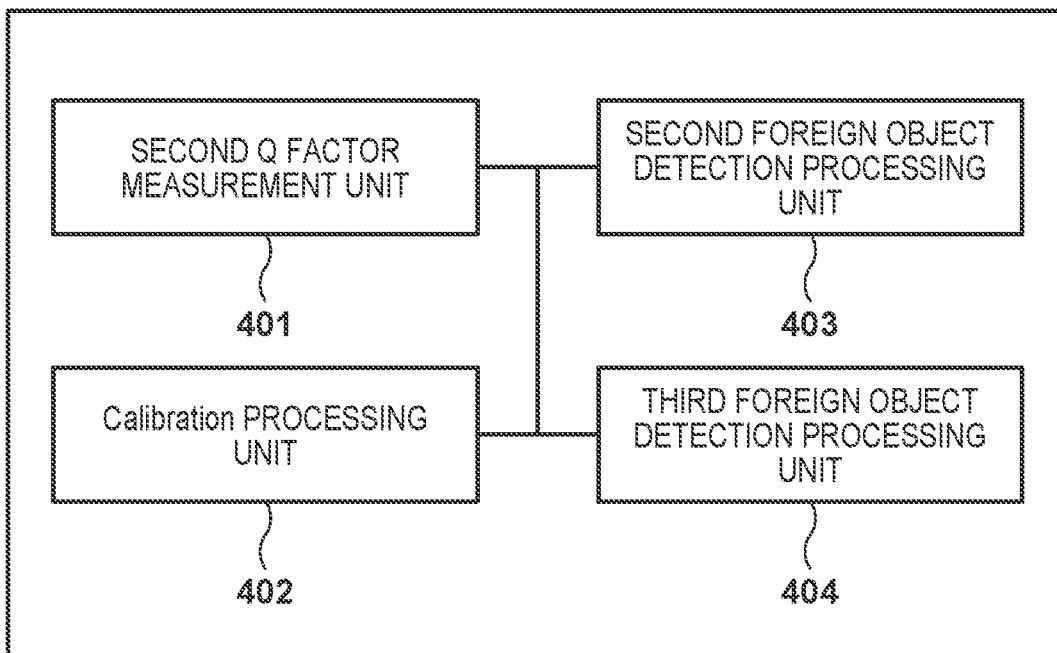 SECOND Q FACTOR
MEASUREMENT UNIT
401
SECOND FOREIGN OBJECT
DETECTION PROCESSING
UNIT
403
Calibration PROCESSING
UNIT
402
THIRD FOREIGN OBJECT
DETECTION PROCESSING
UNIT
404